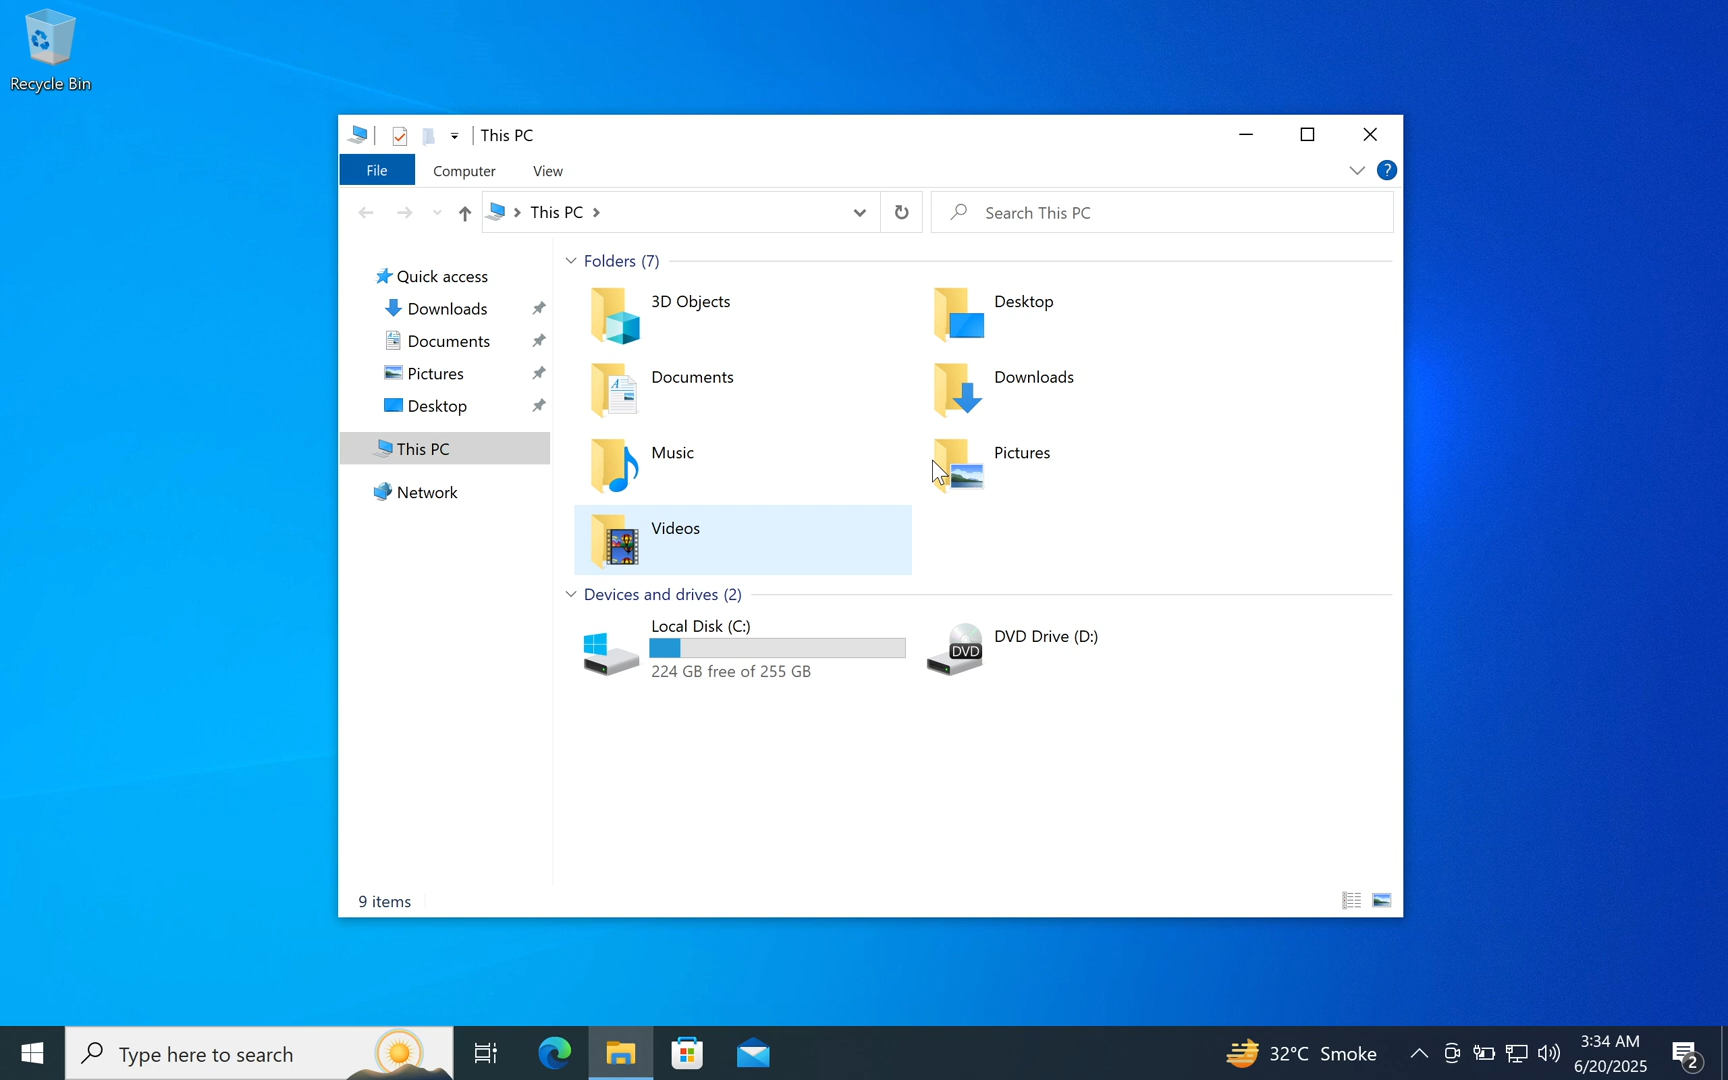 Recycle Bin
This PC
File Computer View
This PC
Search This PC
Quick access
Downloads
Documents
Pictures
Desktop
This PC
Network
Folders (7)
3D Objects
Desktop
Documents
Downloads
Music
Pictures
Videos
Devices and drives (2)
Local Disk (C:)
224 GB free of 255 GB
DVD
DVD Drive (D:)
9 items
Type here to search
32°C Smoke
3:34 AM
6/20/2025
2